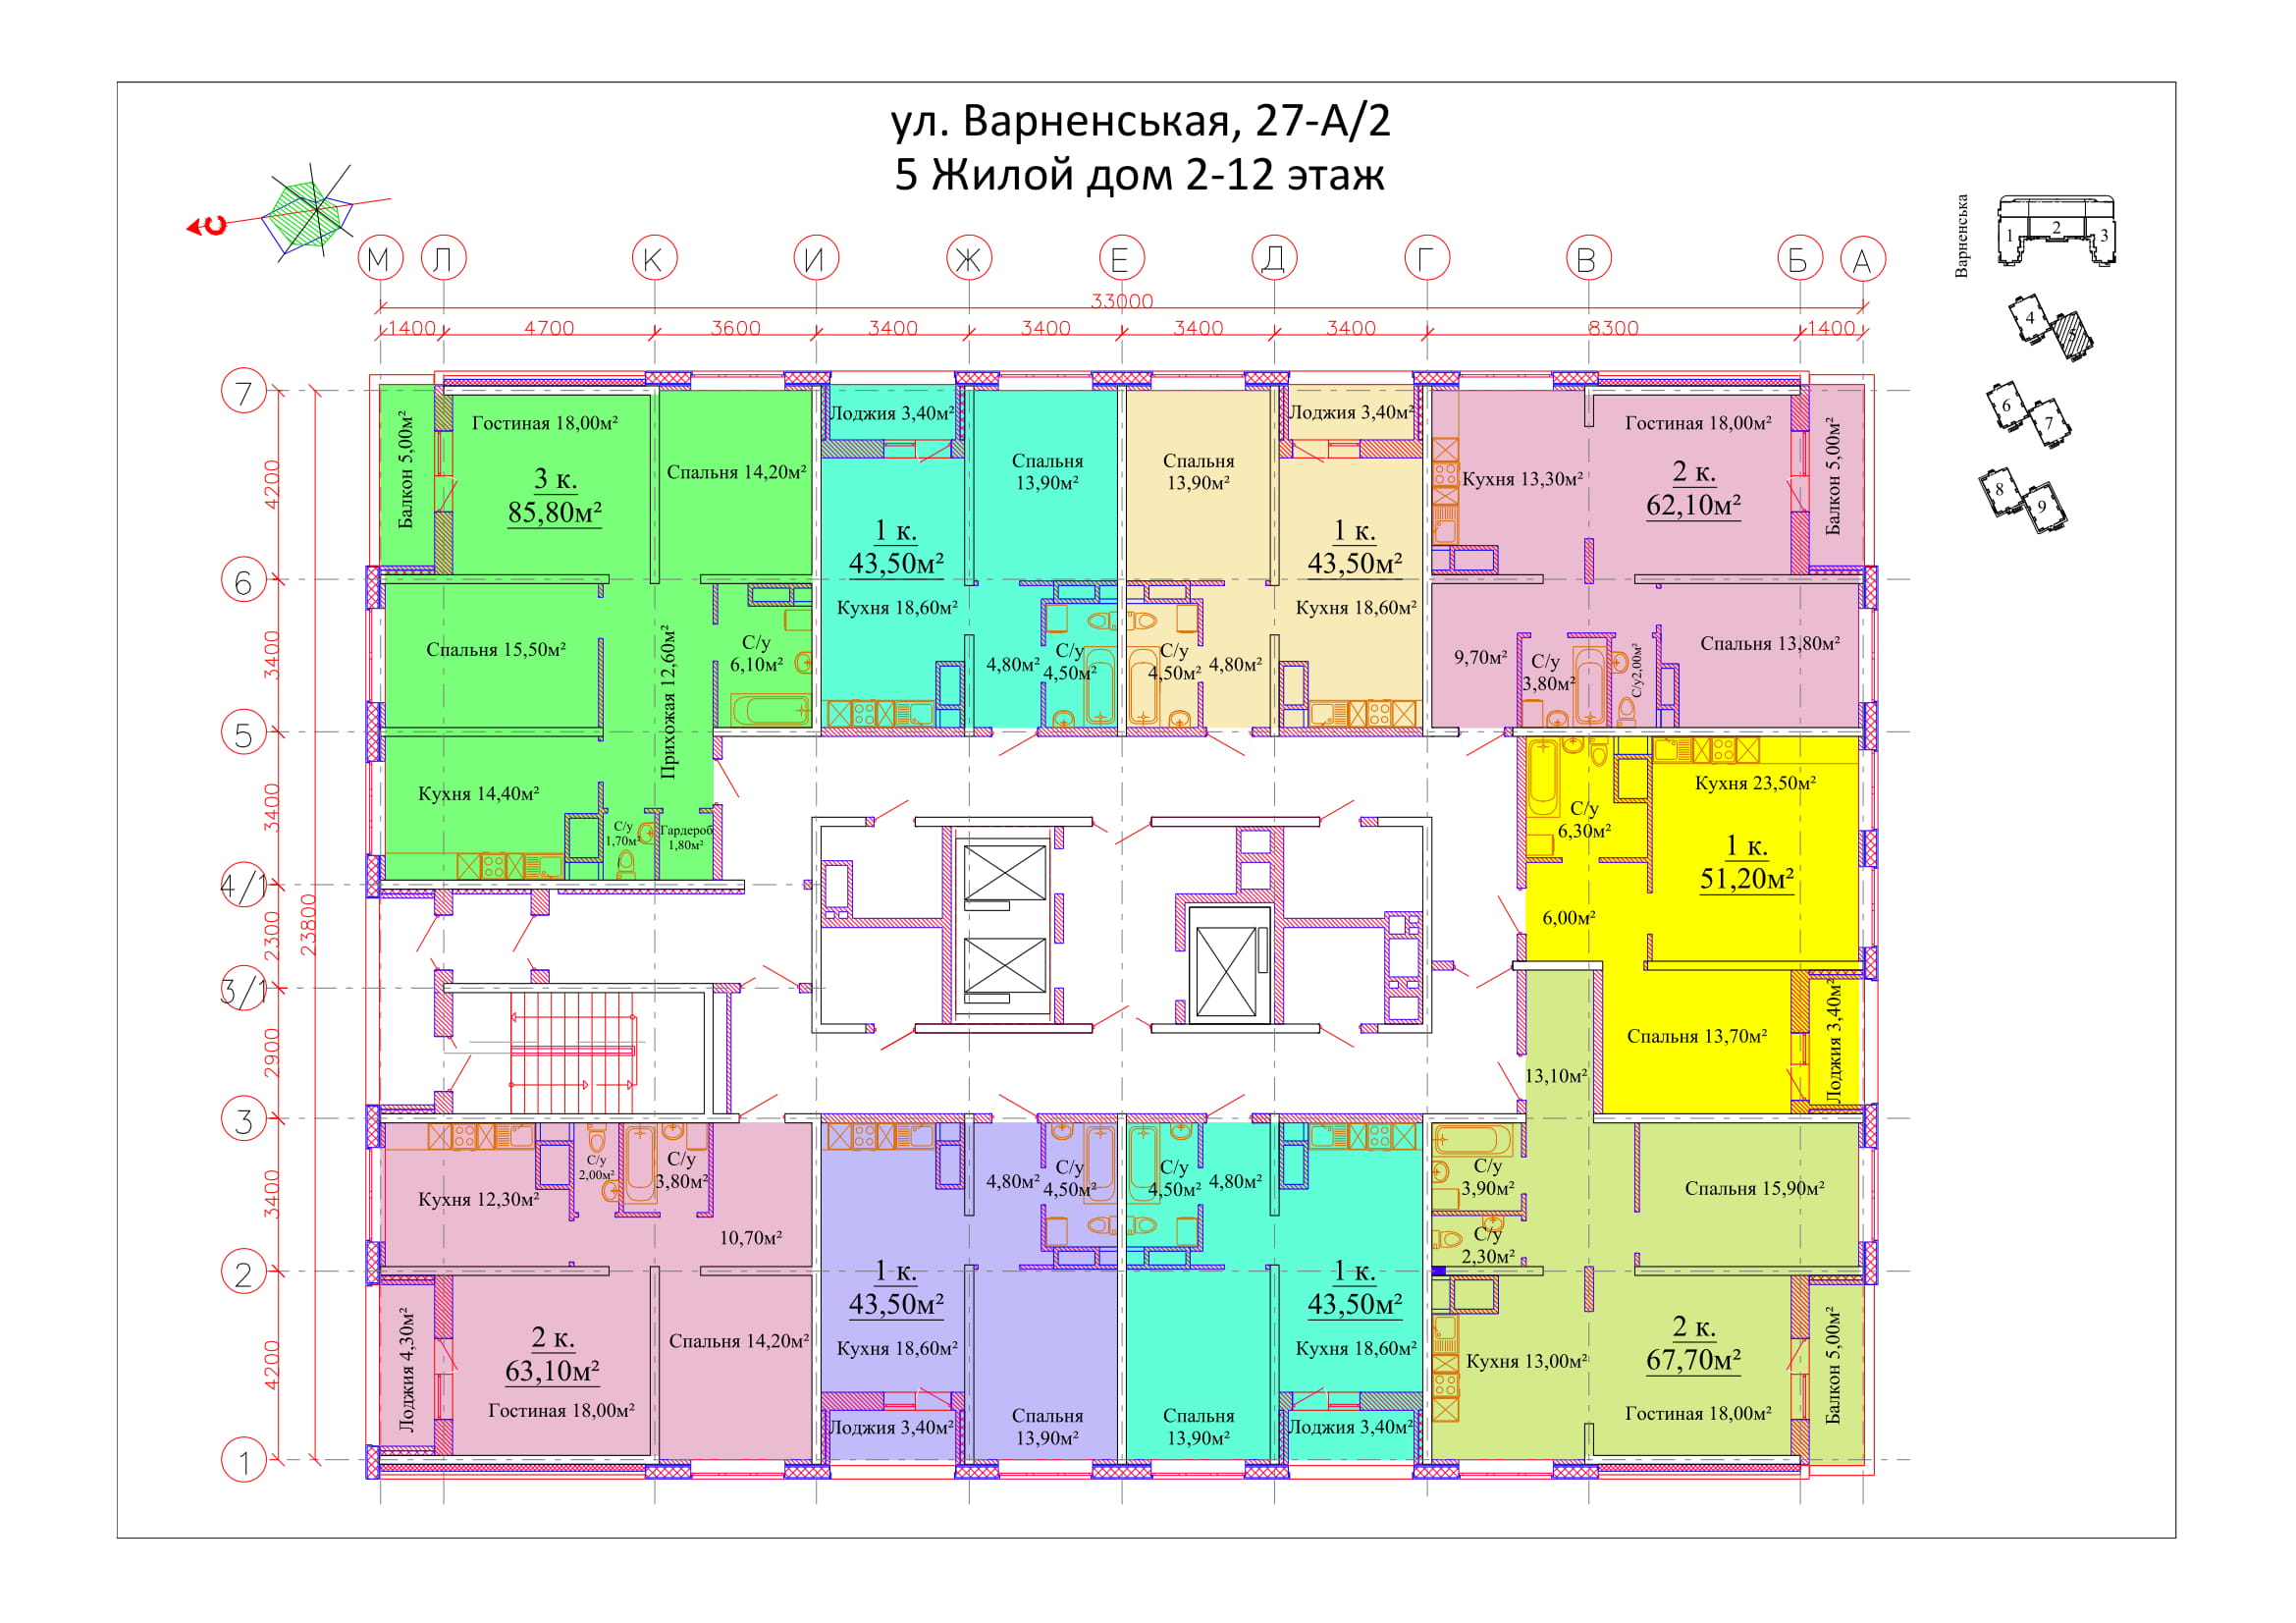 ул. Варненськая, 27-А/2
5 Жилой дом 2-12 этаж
С
Варненська
1
2
3
4
5
6
7
8
9
М
Л
К
И
Ж
Е
Д
Г
В
Б
А
33000
1400
4700
3600
3400
3400
3400
3400
8300
1400
7
6
5
4/1
3/1
3
2
1
4200
3400
3400
2300
2900
3400
4200
23800
Балкон 5,00м²
Гостиная 18,00м²
3 к.
85,80м²
Спальня 14,20м²
Спальня 15,50м²
Прихожая 12,60м²
С/у
6,10м²
Кухня 14,40м²
С/у
1,70м²
Гардероб
1,80м²
Лоджия 3,40м²
Спальня
13,90м²
1 к.
43,50м²
Кухня 18,60м²
4,80м²
С/у
4,50м²
Спальня
13,90м²
Лоджия 3,40м²
1 к.
43,50м²
Кухня 18,60м²
С/у
4,50м²
4,80м²
Кухня 13,30м²
Гостиная 18,00м²
2 к.
62,10м²
Балкон 5,00м²
9,70м²
С/у
3,80м²
С/у2,00м²
Спальня 13,80м²
Кухня 23,50м²
С/у
6,30м²
1 к.
51,20м²
6,00м²
Спальня 13,70м²
Лоджия 3,40м²
13,10м²
Кухня 12,30м²
С/у
2,00м²
С/у
3,80м²
10,70м²
Лоджия 4,30м²
2 к.
63,10м²
Гостиная 18,00м²
Спальня 14,20м²
4,80м²
С/у
4,50м²
1 к.
43,50м²
Кухня 18,60м²
Лоджия 3,40м²
Спальня
13,90м²
С/у
4,50м²
4,80м²
1 к.
43,50м²
Кухня 18,60м²
Спальня
13,90м²
Лоджия 3,40м²
С/у
3,90м²
С/у
2,30м²
Спальня 15,90м²
2 к.
67,70м²
Кухня 13,00м²
Гостиная 18,00м²
Балкон 5,00м²